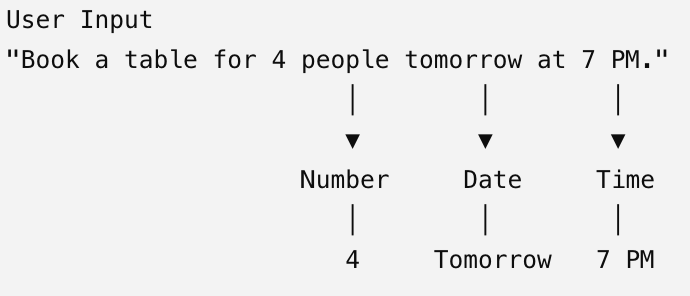 User Input
"Book a table for 4 people tomorrow at 7 PM."
Number Date Time
4 Tomorrow 7 PM